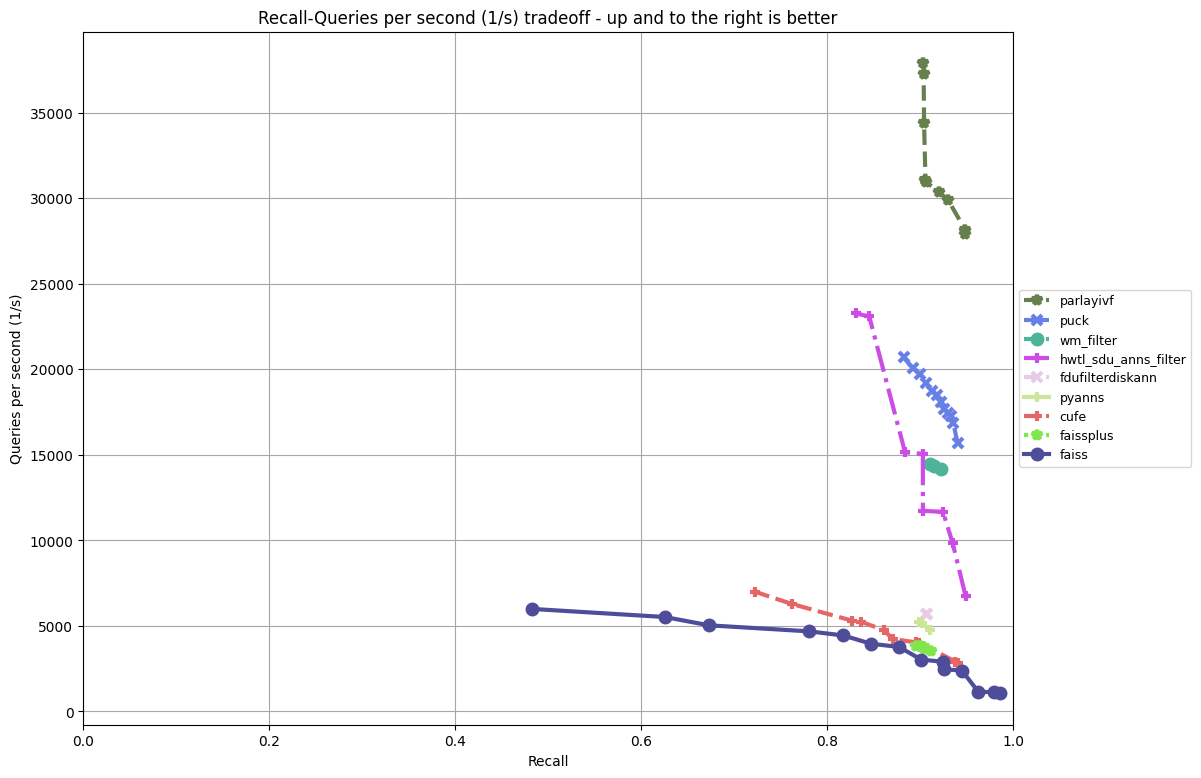 Recall-Queries per second (1/s) tradeoff - up and to the right is better
Queries per second (1/s)
35000
30000
25000
20000
15000
10000
5000
0
0.0
0.2
0.4
0.6
0.8
1.0
Recall
parlayivf
puck
wm_filter
hwtl_sdu_anns_filter
fdufilterdiskann
pyanns
cufe
faissplus
faiss